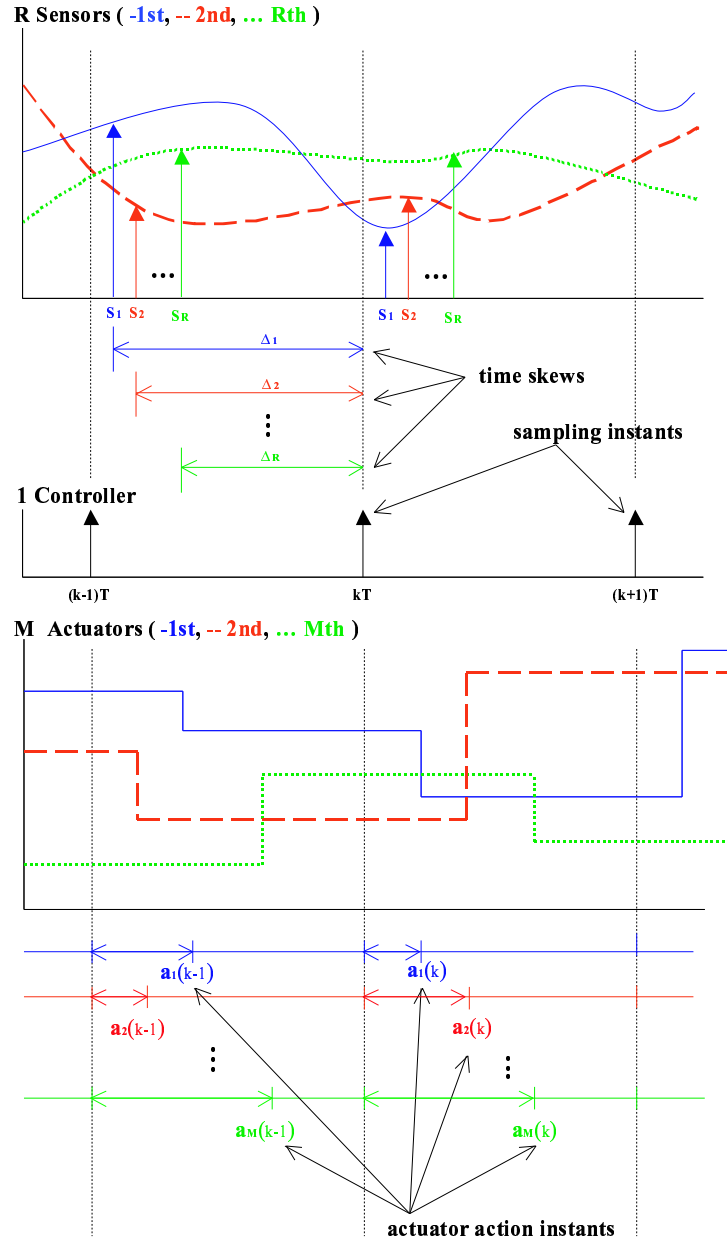 R Sensors ( -1st, -- 2nd, ... Rth )
...
...
S1 S2 SR S1 S2 SR
Δ1
Δ2
time skews
ΔR
sampling instants
1 Controller
(k-1)T kT (k+1)T
M Actuators ( -1st, -- 2nd, ... Mth )
a1(k-1) a1(k)
a2(k-1) a2(k)
aM(k-1) aM(k)
actuator action instants